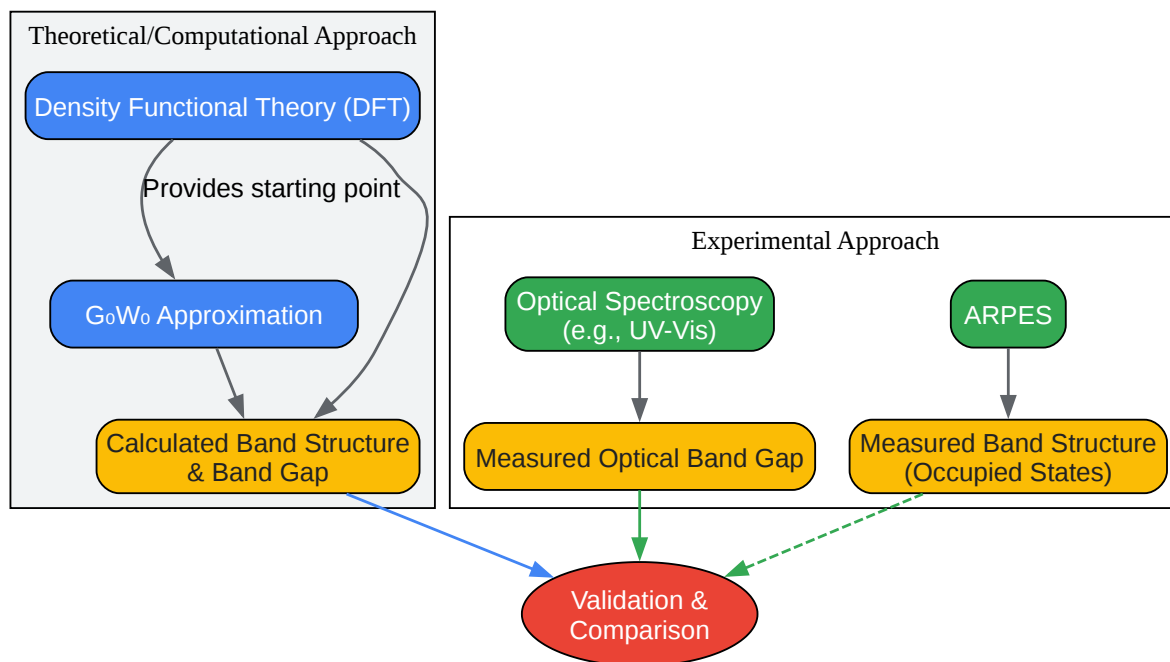 Theoretical/Computational Approach
Density Functional Theory (DFT)
Provides starting point
G₀W₀ Approximation
Calculated Band Structure
& Band Gap
Experimental Approach
Optical Spectroscopy
(e.g., UV-Vis)
ARPES
Measured Optical Band Gap
Measured Band Structure
(Occupied States)
Validation &
Comparison